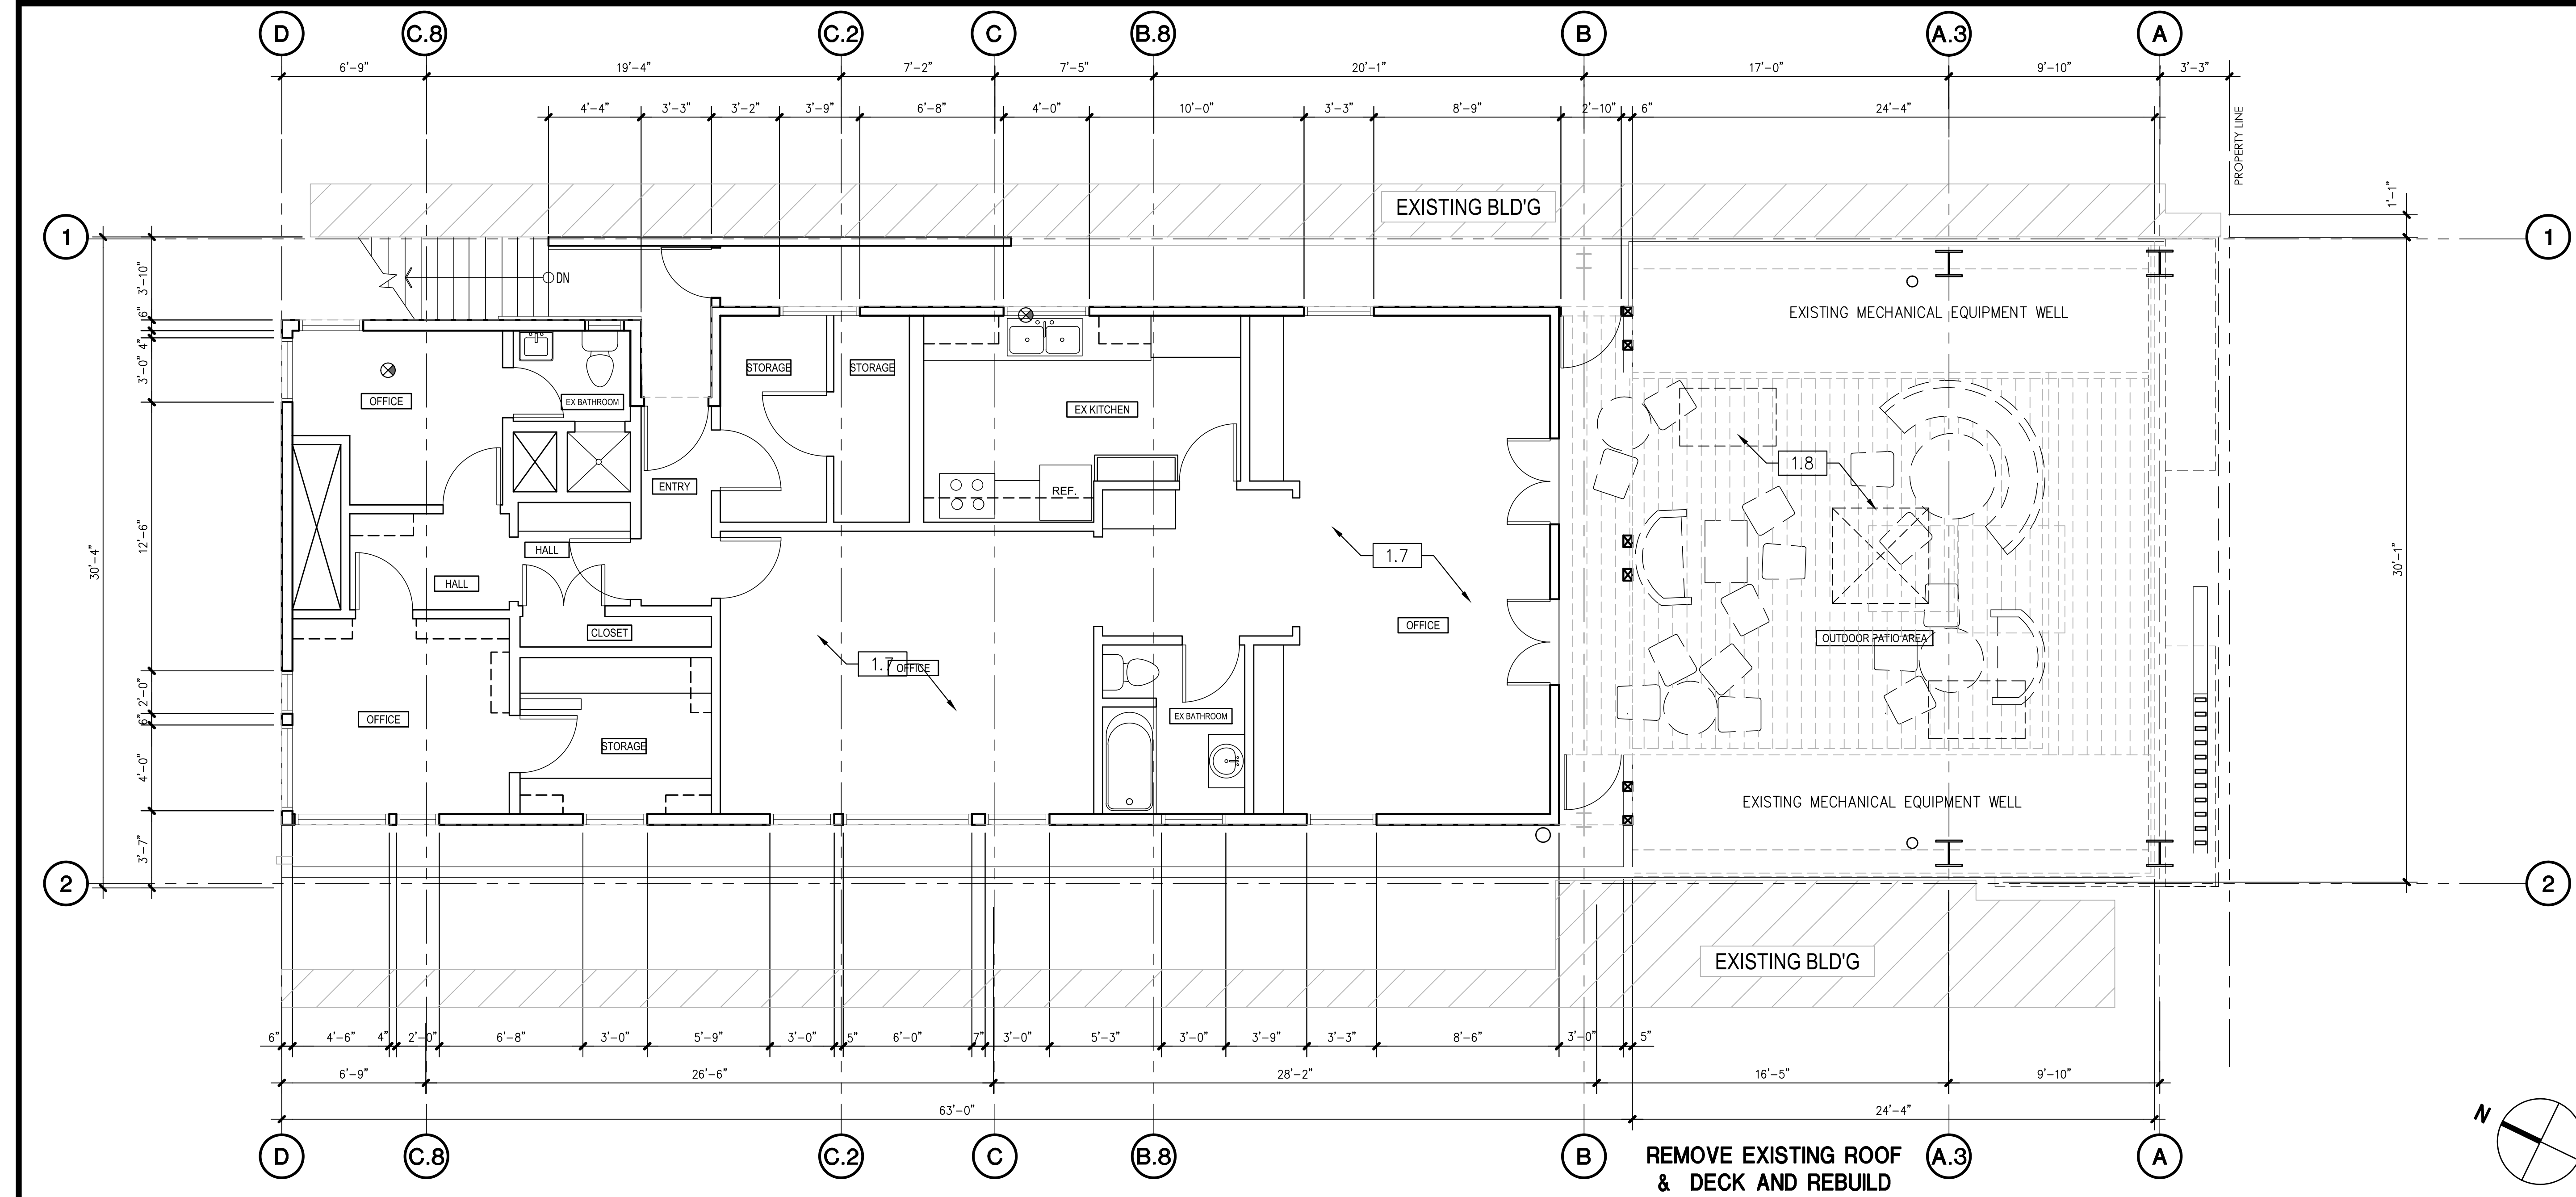 D C.8 C.2 C B.8 B A.3 A
6'-9" 19'-4" 7'-2" 7'-5" 20'-1" 17'-0" 9'-10" 3'-3"
4'-4" 3'-3" 3'-2" 3'-9" 6'-8" 4'-0" 10'-0" 3'-3" 8'-9" 2'-10" 6" 24'-4"
PROPERTY LINE
EXISTING BLD'G
1'-1"
1 1
DN
3'-10"
6"
4"
3'-0"
12'-6"
30'-4"
2'-0"
6"
4'-0"
3'-7"
EXISTING MECHANICAL EQUIPMENT WELL
STORAGE STORAGE
OFFICE EX BATHROOM EX KITCHEN
1.8
ENTRY REF.
HALL 1.7
HALL 30'-1"
CLOSET OFFICE OUTDOOR PATIO AREA
1.7 OFFICE
OFFICE EX BATHROOM
STORAGE
EXISTING MECHANICAL EQUIPMENT WELL
2 2
EXISTING BLD'G
6" 4'-6" 4" 2'-0" 6'-8" 3'-0" 5'-9" 3'-0" 5" 6'-0" 7" 3'-0" 5'-3" 3'-0" 3'-9" 3'-3" 8'-6" 3'-0" 5"
6'-9" 26'-6" 28'-2" 16'-5" 9'-10"
63'-0" 24'-4"
N
D C.8 C.2 C B.8 B A.3 A
REMOVE EXISTING ROOF
& DECK AND REBUILD